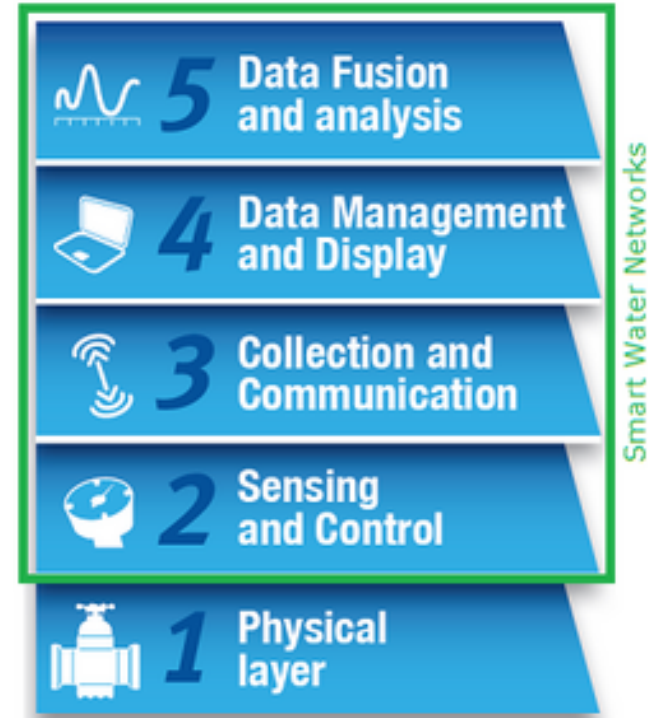 5 Data Fusion
and analysis
4 Data Management
and Display
3 Collection and
Communication
2 Sensing
and Control
1 Physical
layer
Smart Water Networks